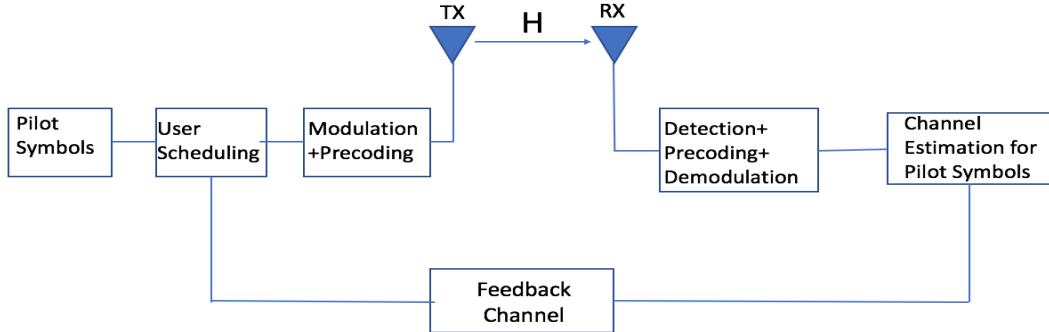 TX
H
RX
Pilot
Symbols
User
Scheduling
Modulation
+Precoding
Detection+
Precoding+
Demodulation
Channel
Estimation for
Pilot Symbols
Feedback
Channel